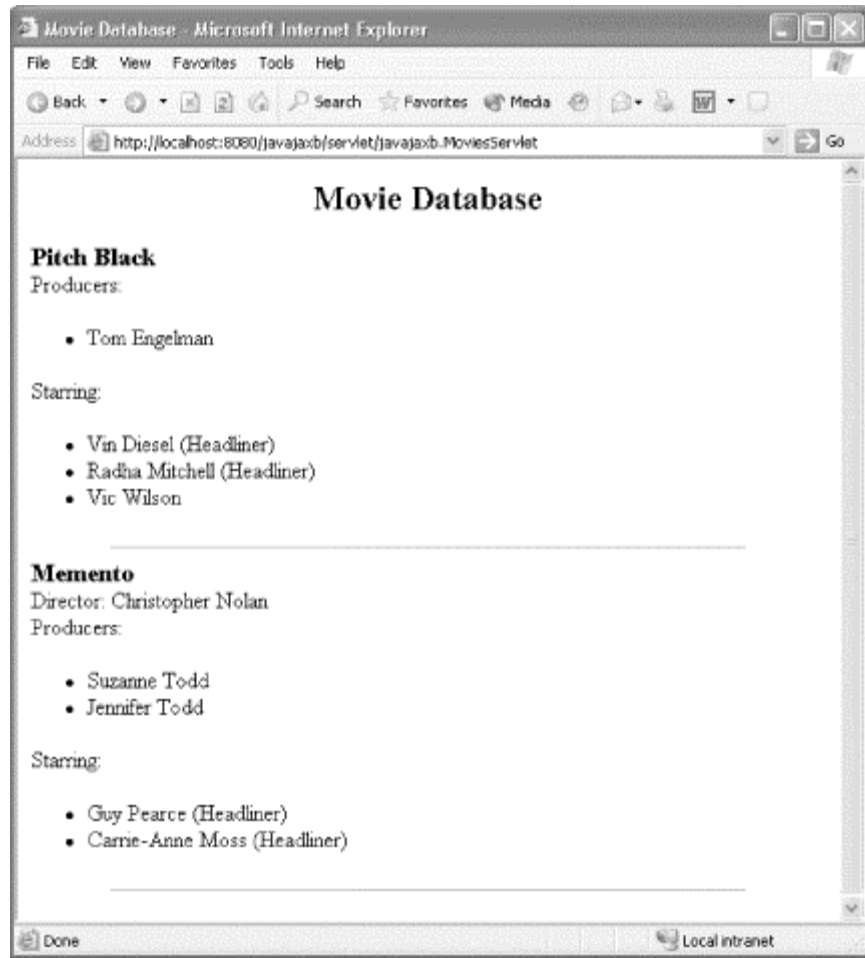 Movie Database - Microsoft Internet Explorer
File Edit View Favorites Tools Help
Back Search Favorites Media
Address http://localhost:8080/javajaxb/servlet/javajaxb.MoviesServlet Go
Movie Database
Pitch Black
Producers:
• Tom Engelman
Starring:
• Vin Diesel (Headliner)
• Radha Mitchell (Headliner)
• Vic Wilson
Memento
Director: Christopher Nolan
Producers:
• Suzanne Todd
• Jennifer Todd
Starring:
• Guy Pearce (Headliner)
• Carrie-Anne Moss (Headliner)
Done Local intranet